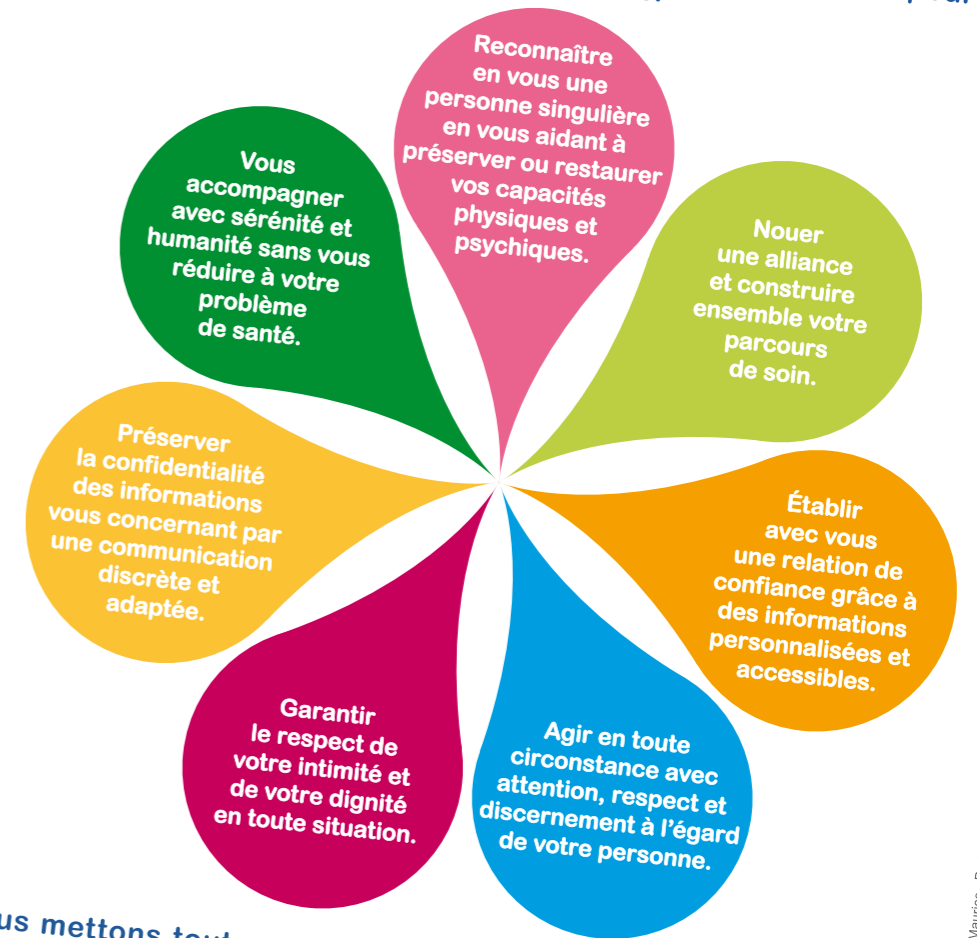 Reconnaître
en vous une
personne singulière
en vous aidant à
préserver ou restaurer
vos capacités
physiques et
psychiques.
Nouer
une alliance
et construire
ensemble votre
parcours
de soin.
Établir
avec vous
une relation de
confiance grâce à
des informations
personnalisées et
accessibles.
Agir en toute
circonstance avec
attention, respect et
discernement à l'égard
de votre personne.
Garantir
le respect de
votre intimité et
de votre dignité
en toute situation.
Préserver
la confidentialité
des informations
vous concernant par
une communication
discrète et
adaptée.
Vous
accompagner
avec sérénité et
humanité sans vous
réduire à votre
problème
de santé.
us mettons tout
Maurice